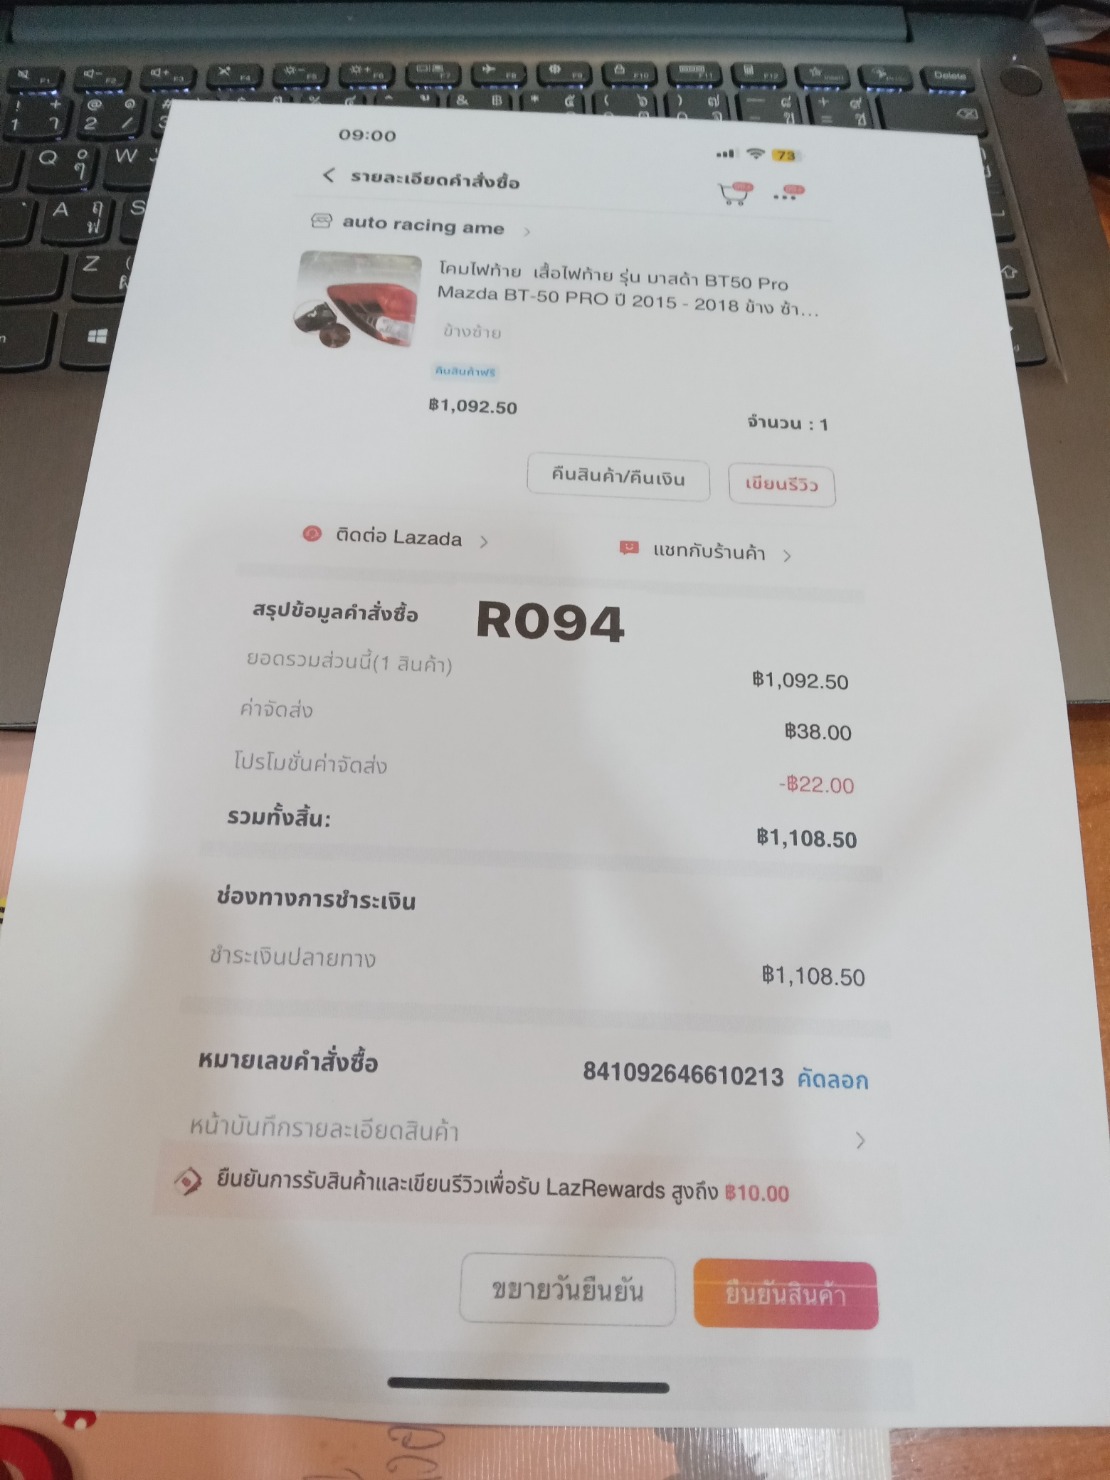 09:00
73
รายละเอียดคำสั่งซื้อ
auto racing ame
โคมไฟท้าย เสื้อไฟท้าย รุ่น มาสด้า BT50 Pro
Mazda BT-50 PRO ปี 2015 - 2018 ข้าง ซ้า...
ข้างซ้าย
คืนสินค้าฟรี
฿1,092.50
จำนวน : 1
คืนสินค้า/คืนเงิน
เขียนรีวิว
ติดต่อ Lazada
แชทกับร้านค้า
สรุปข้อมูลคำสั่งซื้อ R094
ยอดรวมส่วนนี้(1 สินค้า) ฿1,092.50
ค่าจัดส่ง ฿38.00
โปรโมชั่นค่าจัดส่ง -฿22.00
รวมทั้งสิ้น: ฿1,108.50
ช่องทางการชำระเงิน
ชำระเงินปลายทาง ฿1,108.50
หมายเลขคำสั่งซื้อ 841092646610213 คัดลอก
หน้าบันทึกรายละเอียดสินค้า
ยืนยันการรับสินค้าและเขียนรีวิวเพื่อรับ LazRewards สูงถึง ฿10.00
ขยายวันยืนยัน
ยืนยันสินค้า